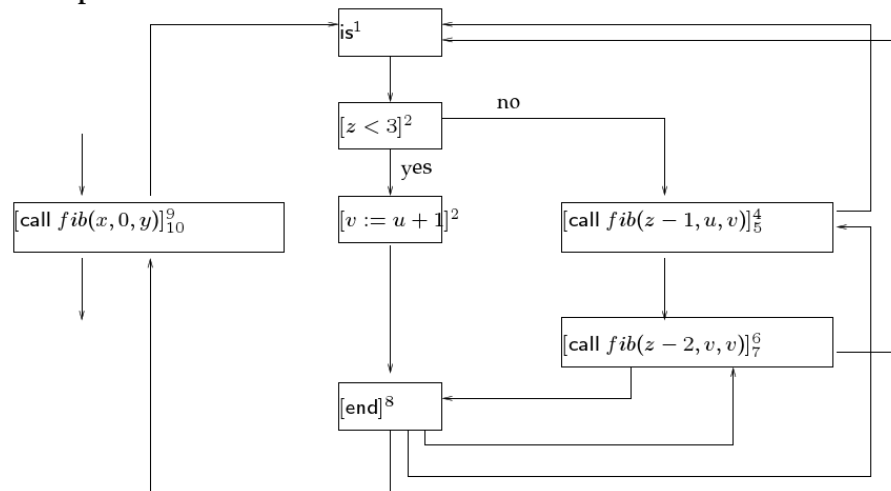 is¹
no
[z < 3]²
yes
[call fib(x, 0, y)]⁹₁₀
[v := u + 1]²
[call fib(z − 1, u, v)]⁴₅
[call fib(z − 2, v, v)]⁶₇
[end]⁸